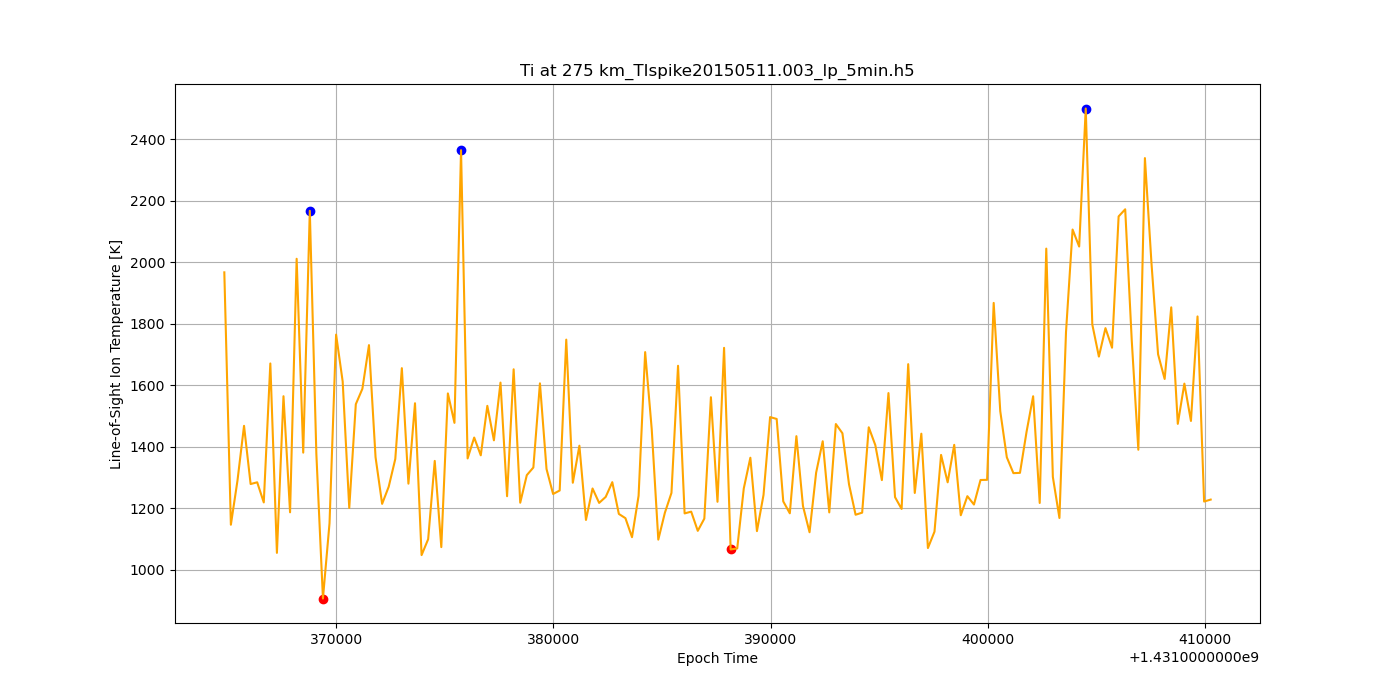 Ti at 275 km_TIspike20150511.003_lp_5min.h5
Line-of-Sight Ion Temperature [K]
2400
2200
2000
1800
1600
1400
1200
1000
370000 380000 390000 400000 410000
Epoch Time
+1.4310000000e9